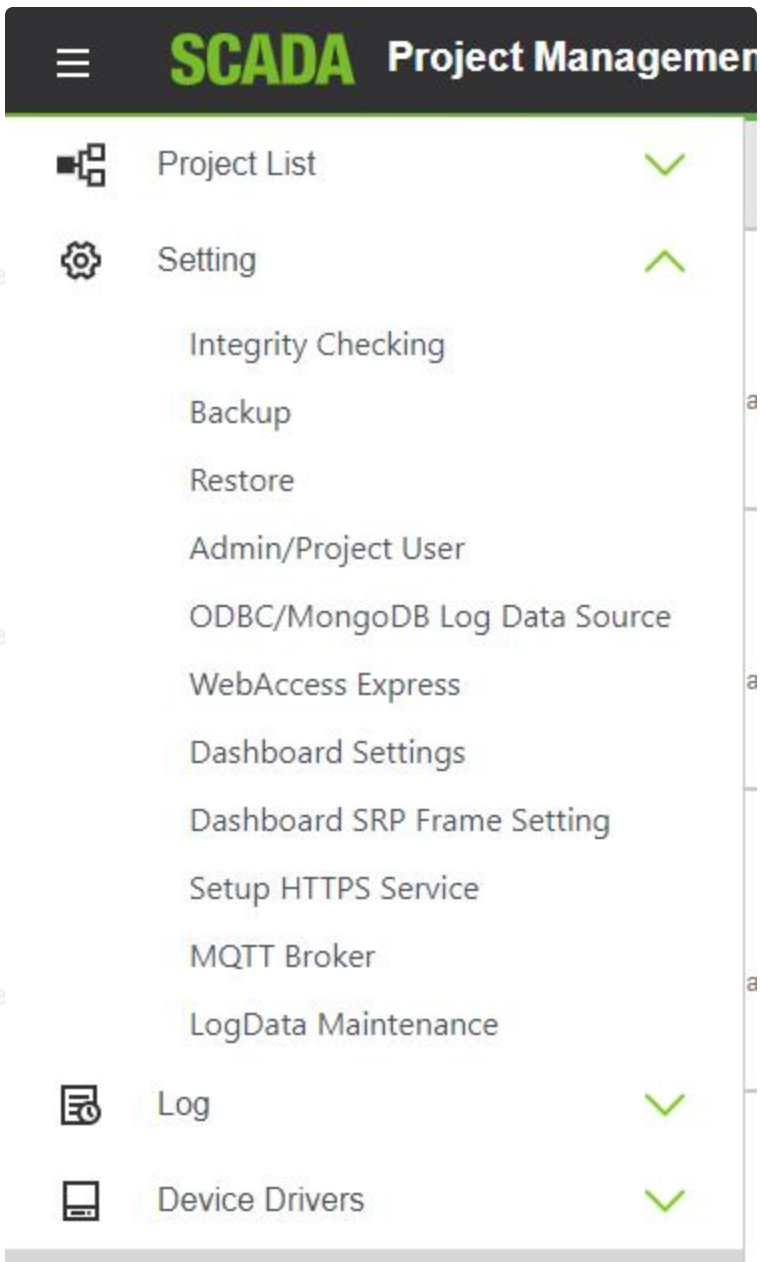 SCADA Project Managemen
Project List
Setting
Integrity Checking
Backup
Restore
Admin/Project User
ODBC/MongoDB Log Data Source
WebAccess Express
Dashboard Settings
Dashboard SRP Frame Setting
Setup HTTPS Service
MQTT Broker
LogData Maintenance
Log
Device Drivers